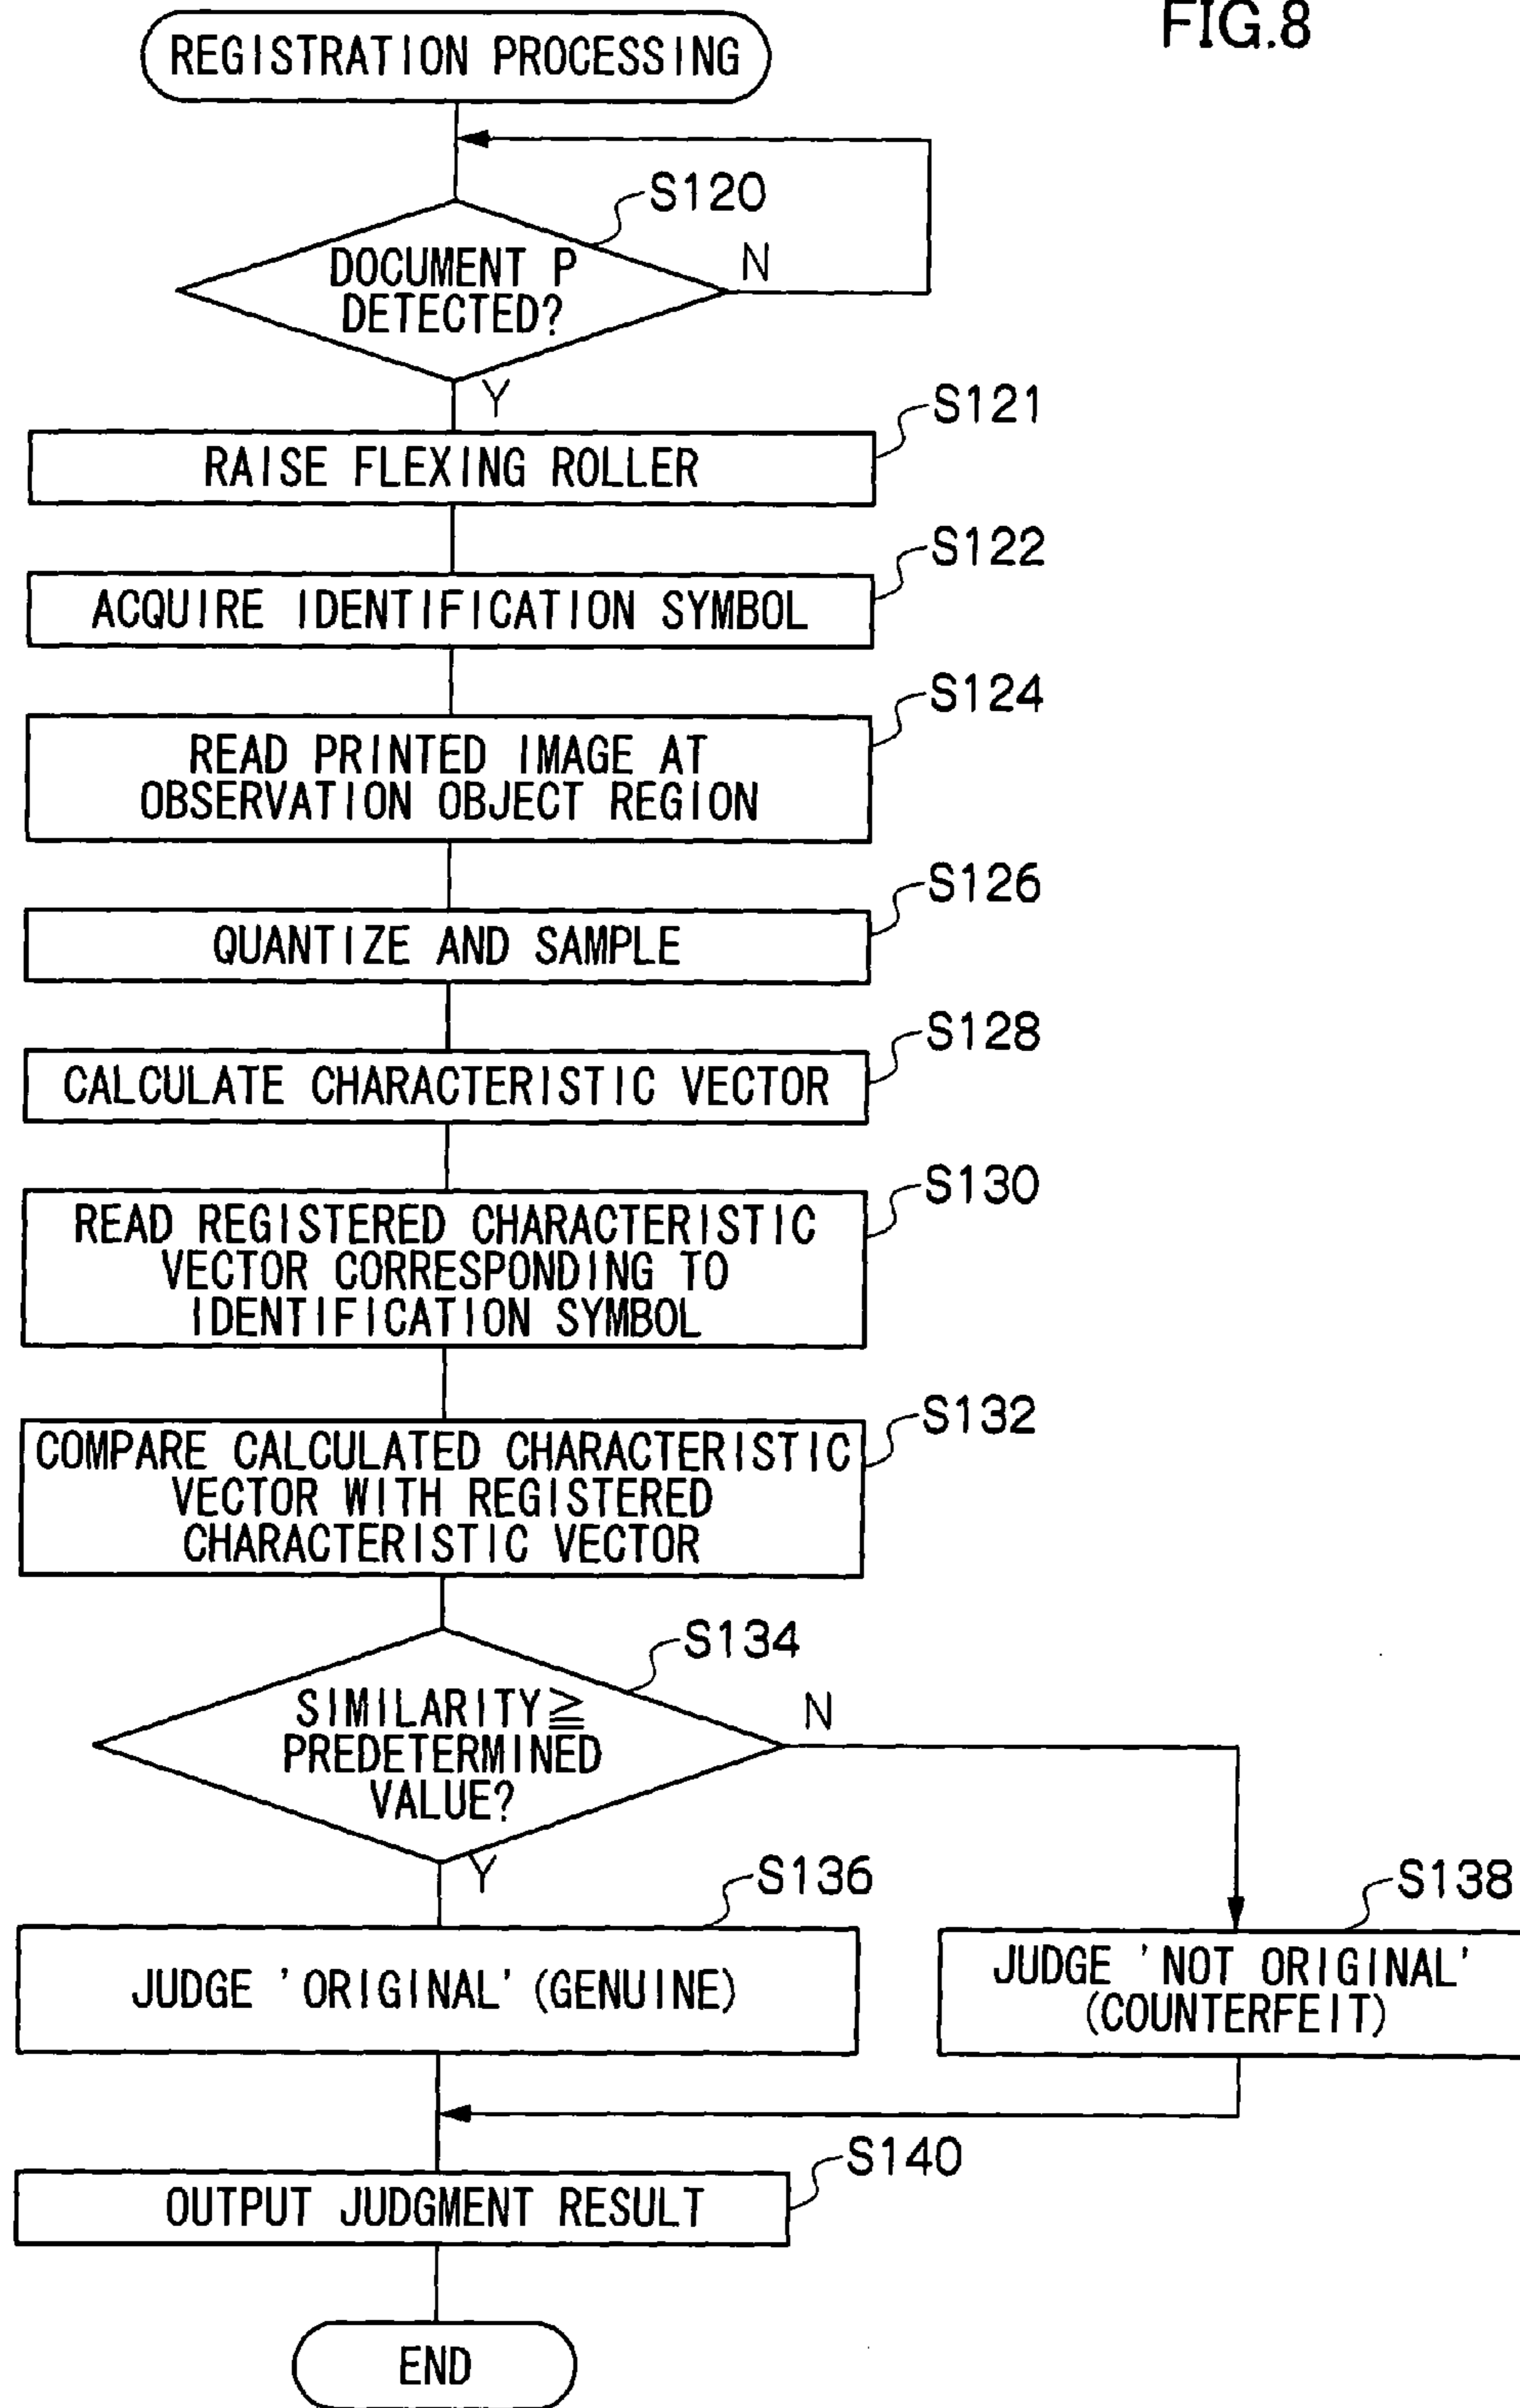 FIG.8
REGISTRATION PROCESSING
S120
DOCUMENT P
DETECTED?
N
Y
S121
RAISE FLEXING ROLLER
S122
ACQUIRE IDENTIFICATION SYMBOL
S124
READ PRINTED IMAGE AT
OBSERVATION OBJECT REGION
S126
QUANTIZE AND SAMPLE
S128
CALCULATE CHARACTERISTIC VECTOR
S130
READ REGISTERED CHARACTERISTIC
VECTOR CORRESPONDING TO
IDENTIFICATION SYMBOL
S132
COMPARE CALCULATED CHARACTERISTIC
VECTOR WITH REGISTERED
CHARACTERISTIC VECTOR
S134
SIMILARITY≧
PREDETERMINED
VALUE?
N
Y
S136
JUDGE 'ORIGINAL' (GENUINE)
S138
JUDGE 'NOT ORIGINAL'
(COUNTERFEIT)
S140
OUTPUT JUDGMENT RESULT
END